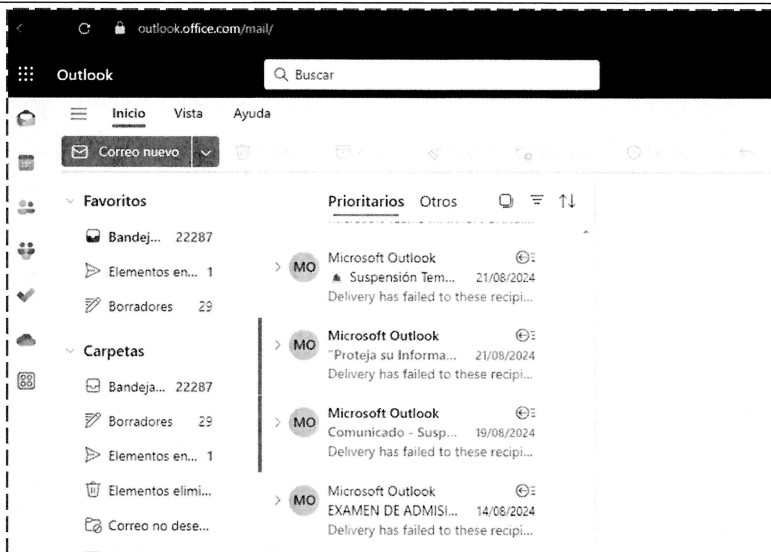 outlook.office.com/mail/
Outlook
Buscar
Inicio Vista Ayuda
Correo nuevo
Favoritos
Bandej... 22287
Elementos en... 1
Borradores 29
Carpetas
Bandeja... 22287
Borradores 29
Elementos en... 1
Elementos elimi...
Correo no dese...
Prioritarios Otros
MO
Microsoft Outlook
Suspensión Tem... 21/08/2024
Delivery has failed to these recipi...
MO
Microsoft Outlook
"Proteja su Informa... 21/08/2024
Delivery has failed to these recipi...
MO
Microsoft Outlook
Comunicado - Susp... 19/08/2024
Delivery has failed to these recipi...
MO
Microsoft Outlook
EXAMEN DE ADMISI... 14/08/2024
Delivery has failed to these recipi...